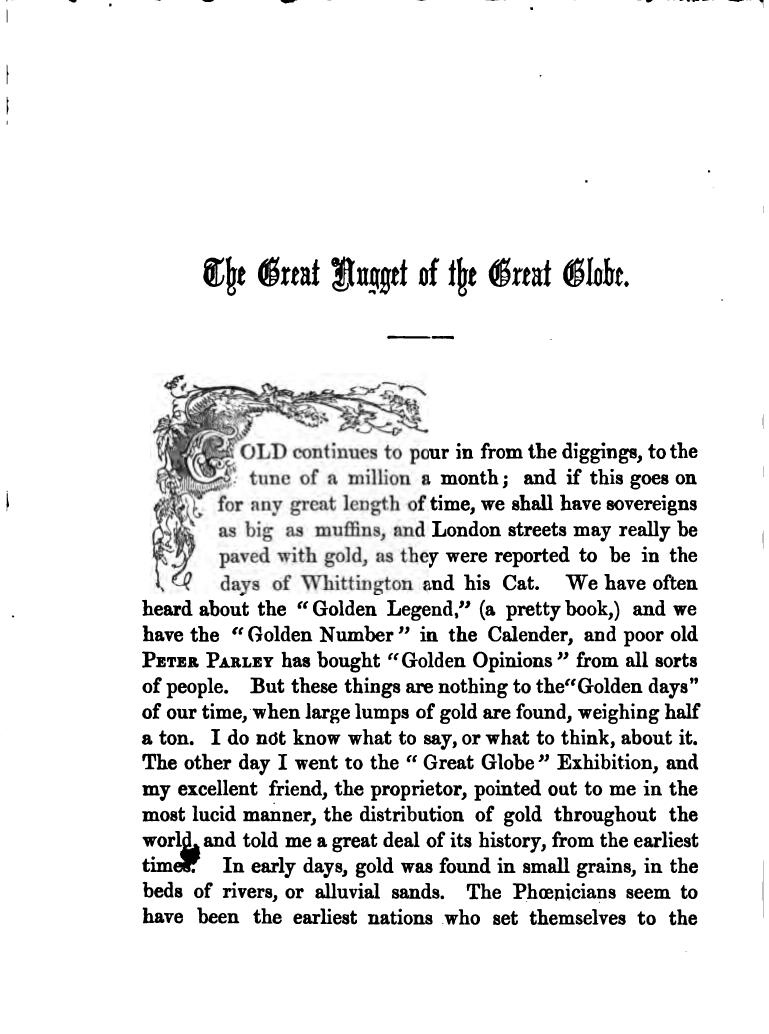 The Great Nugget of the Great Globe.
GOLD continues to pour in from the diggings, to the
tune of a million a month; and if this goes on
for any great length of time, we shall have sovereigns
as big as muffins, and London streets may really be
paved with gold, as they were reported to be in the
days of Whittington and his Cat. We have often
heard about the "Golden Legend," (a pretty book,) and we
have the "Golden Number" in the Calender, and poor old
PETER PARLEY has bought "Golden Opinions" from all sorts
of people. But these things are nothing to the "Golden days"
of our time, when large lumps of gold are found, weighing half
a ton. I do not know what to say, or what to think, about it.
The other day I went to the "Great Globe" Exhibition, and
my excellent friend, the proprietor, pointed out to me in the
most lucid manner, the distribution of gold throughout the
world, and told me a great deal of its history, from the earliest
times. In early days, gold was found in small grains, in the
beds of rivers, or alluvial sands. The Phœnicians seem to
have been the earliest nations who set themselves to the